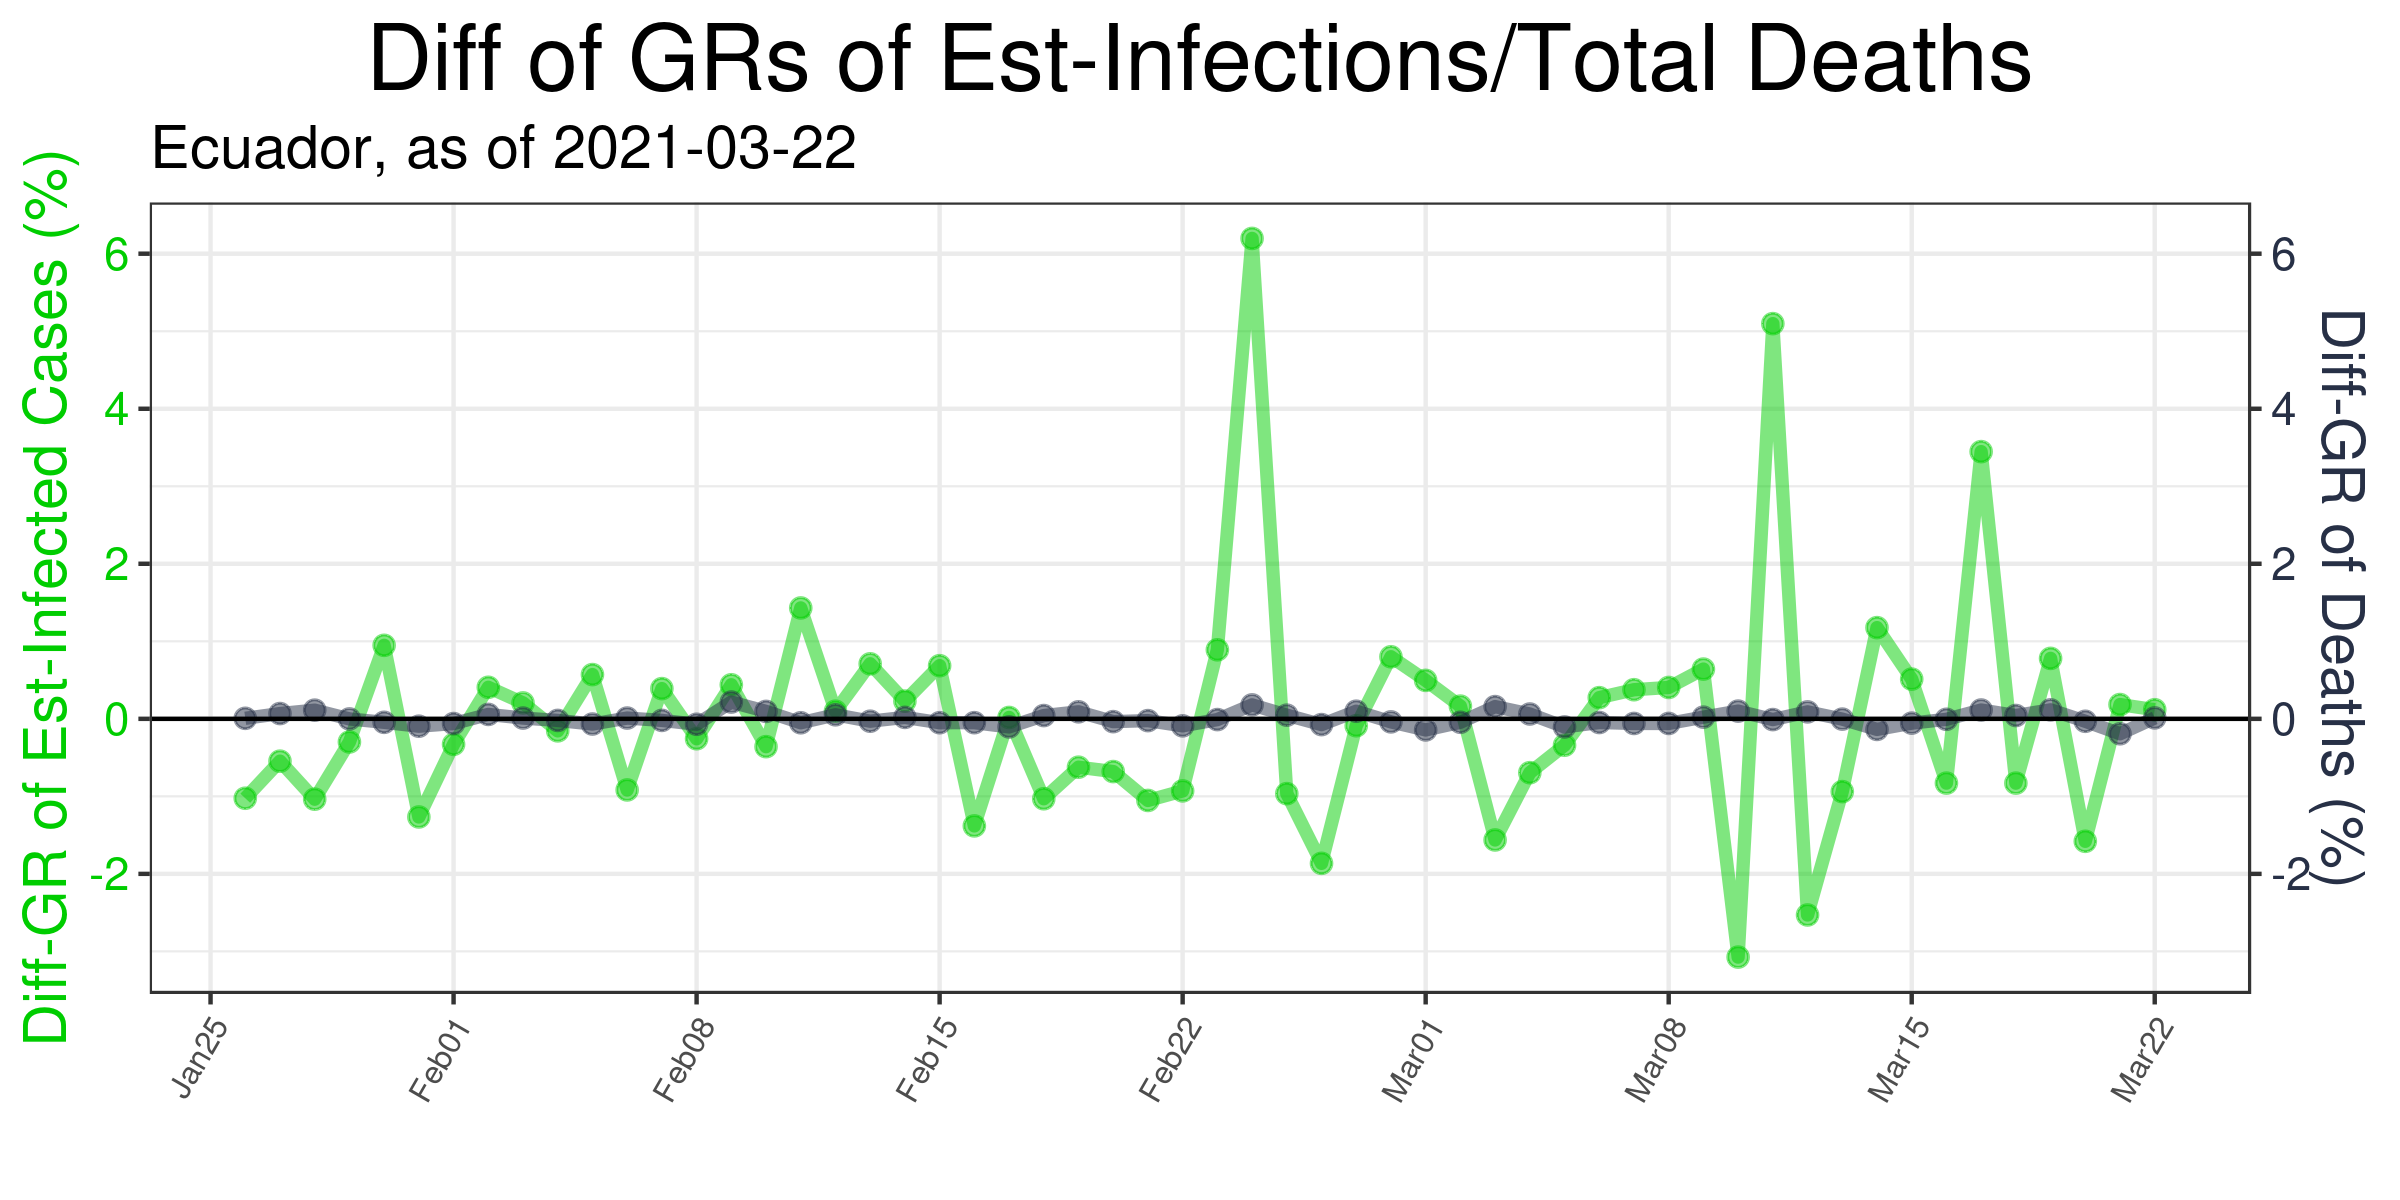 Diff of GRs of Est-Infections/Total Deaths
Ecuador, as of 2021-03-22
Diff-GR of Est-Infected Cases (%)
6
4
2
0
-2
6
4
2
0
-2
Diff-GR of Deaths (%)
Jan25
Feb01
Feb08
Feb15
Feb22
Mar01
Mar08
Mar15
Mar22